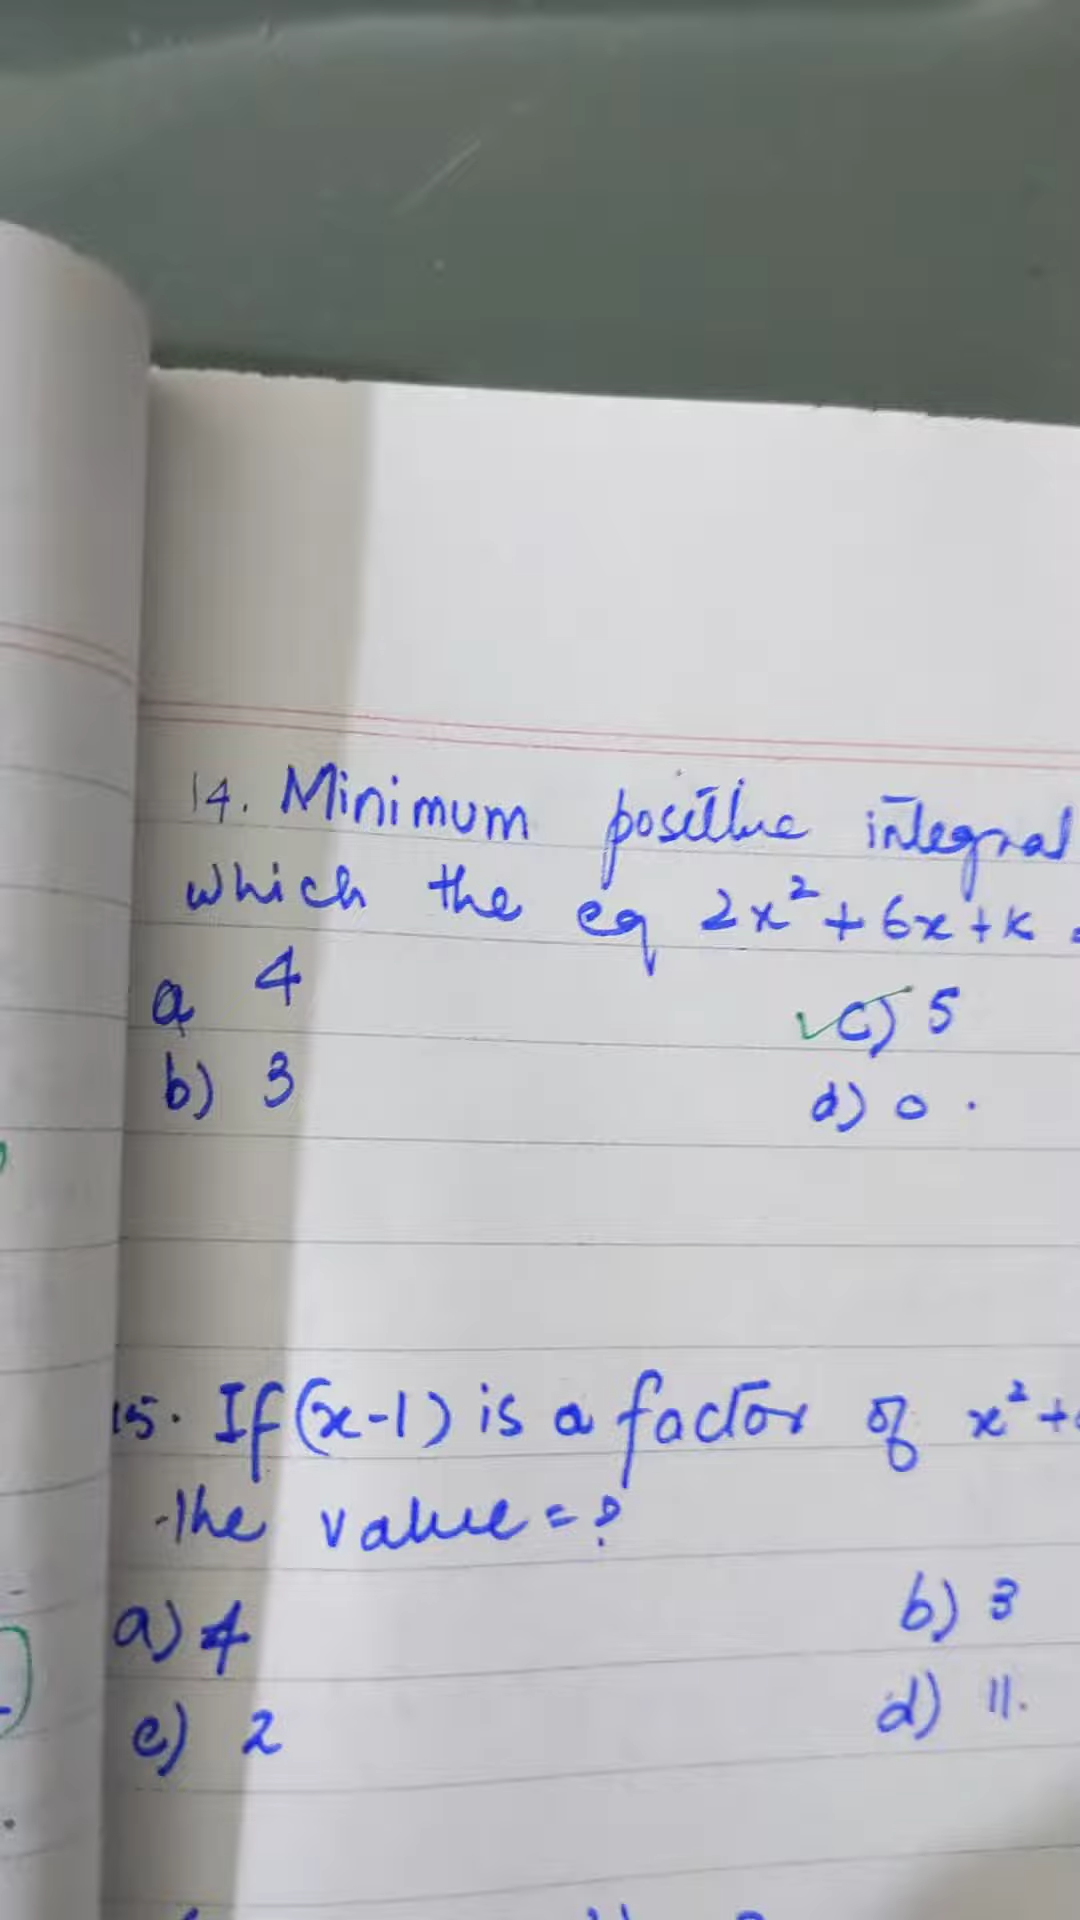 14. Minimum positive integral
which the eq 2x² + 6x + k
a 4
c) 5
b) 3
d) 0.
15. If (x-1) is a factor of x² +
the value = ?
a) 4
b) 3
c) 2
d) 11.